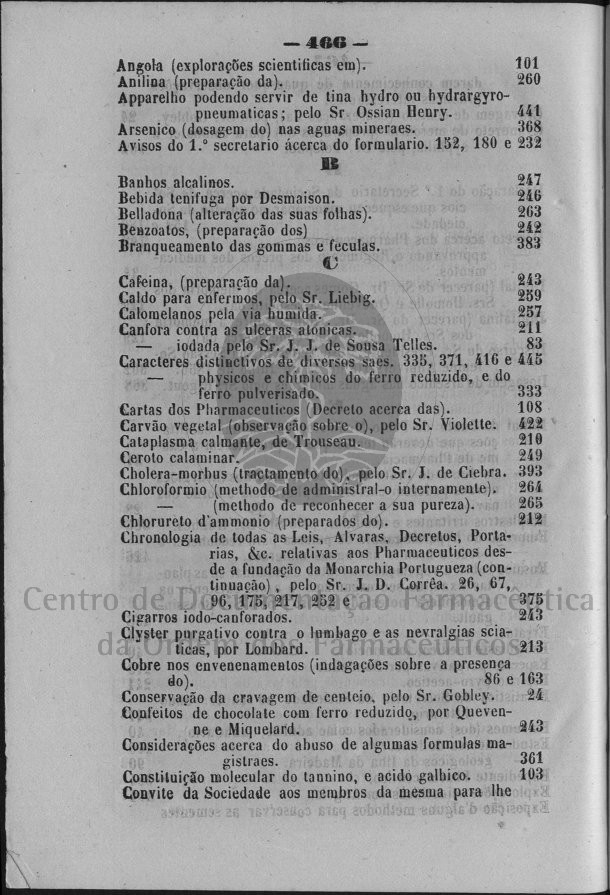 — 466 —
Angola (explorações scientificas em). 101
Anilina (preparação da). 260
Apparelho podendo servir de tina hydro ou hydrargyro-
pneumaticas; pelo Sr Ossian Henry. 441
Arsenico (dosagem do) nas aguas mineraes. 368
Avisos do 1.º secretario ácerca do formulario. 152, 180 e 232
B
Banhos alcalinos. 247
Bebida tenifuga por Desmaison. 246
Belladona (alteração das suas folhas). 263
Benzoatos, (preparação dos) 242
Branqueamento das gommas e feculas. 383
C
Cafeina, (preparação da). 243
Caldo para enfermos, pelo Sr. Liebig. 259
Calomelanos pela via humida. 257
Canfora contra as ulceras atonicas. 211
— iodada pelo Sr. J. J. de Sousa Telles. 83
Caracteres distinctivos de diversos saes. 335, 371, 416 e 445
— physicos e chimicos do ferro reduzido, e do
ferro pulverisado. 333
Cartas dos Pharmaceuticos (Decreto acerca das). 108
Carvão vegetal (observação sobre o), pelo Sr. Violette. 422
Cataplasma calmante, de Trouseau. 210
Ceroto calaminar. 249
Cholera-morbus (tractamento do), pelo Sr. J. de Ciebra. 393
Chloroformio (methodo de administral-o internamente). 264
— (methodo de reconhecer a sua pureza). 265
Chlorureto d'ammonio (preparados do). 212
Chronologia de todas as Leis, Alvaras, Decretos, Porta-
rias, &c. relativas aos Pharmaceuticos des-
de a fundação da Monarchia Portugueza (con-
tinuação), pelo Sr. J. D. Corrêa. 26, 67,
96, 175, 217, 252 e 375
Centro de Documentação Farmacêutica
Cigarros iodo-canforados. 243
Clyster purgativo contra o lumbago e as nevralgias scia-
ticas, por Lombard. 213
da Ordem dos Farmacêuticos
Cobre nos envenenamentos (indagações sobre a presença
do). 86 e 163
Conservação da cravagem de centeio, pelo Sr. Gobley. 24
Confeitos de chocolate com ferro reduzido, por Queven-
ne e Miquelard. 243
Considerações acerca do abuso de algumas formulas ma-
gistraes. 361
Constituição molecular do tannino, e acido galhico. 103
Convite da Sociedade aos membros da mesma para lhe